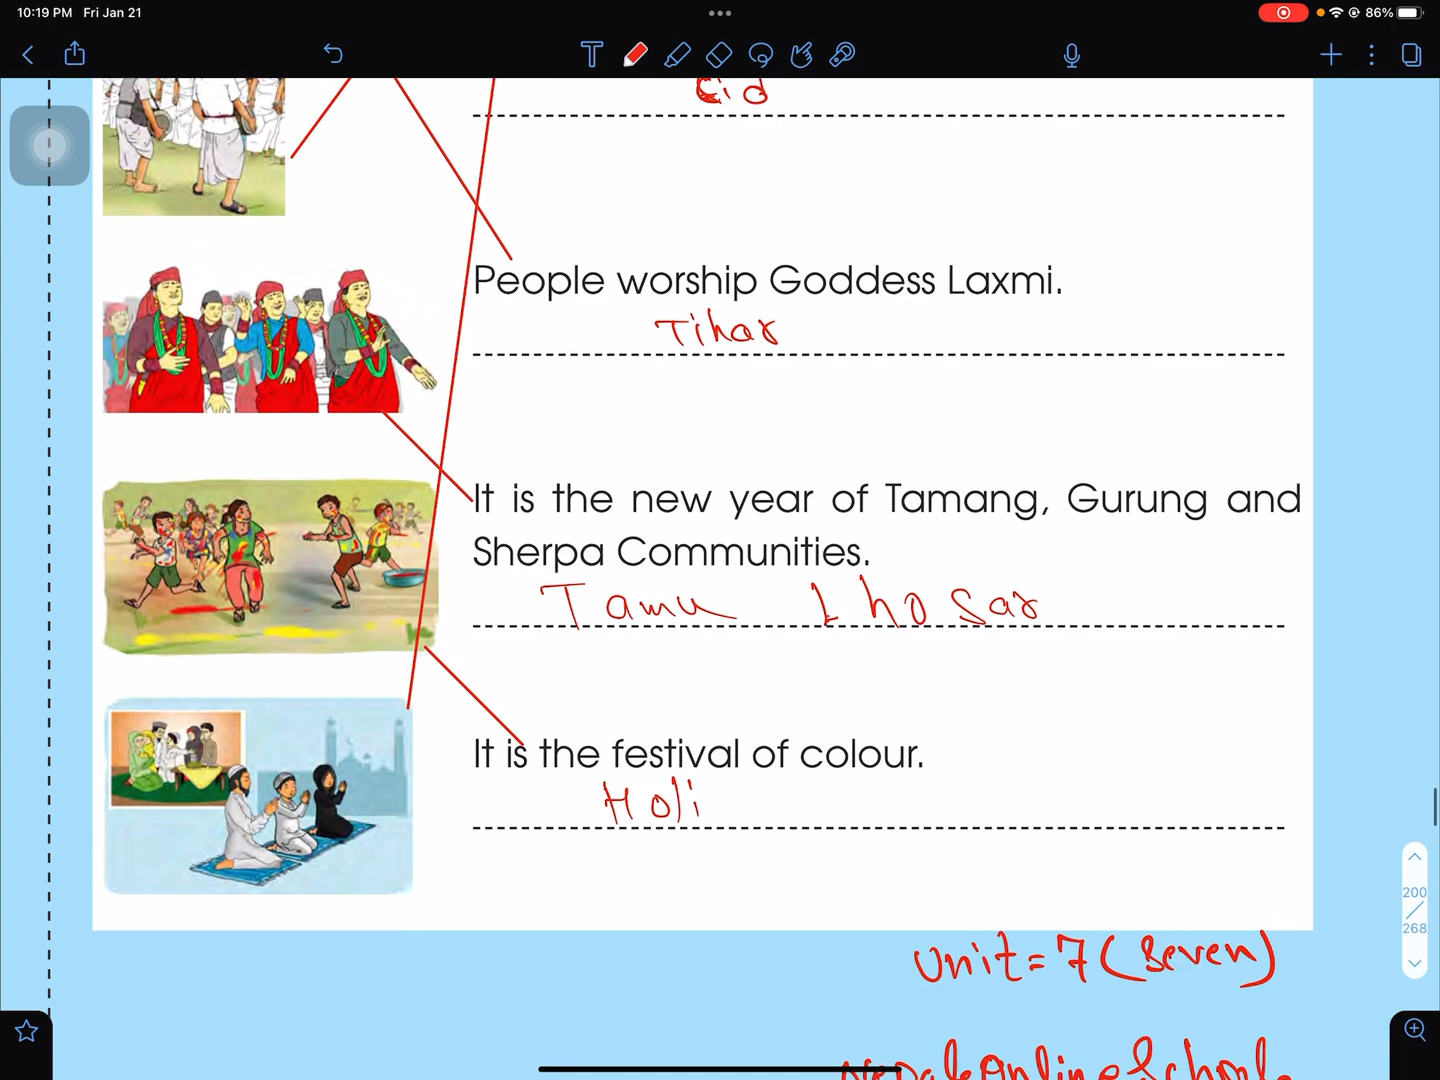 10:19 PM Fri Jan 21
86%
Eid
People worship Goddess Laxmi.
Tihar
It is the new year of Tamang, Gurung and
Sherpa Communities.
Tamu Lhosar
It is the festival of colour.
Holi
200
268
Unit = 7 (Seven)